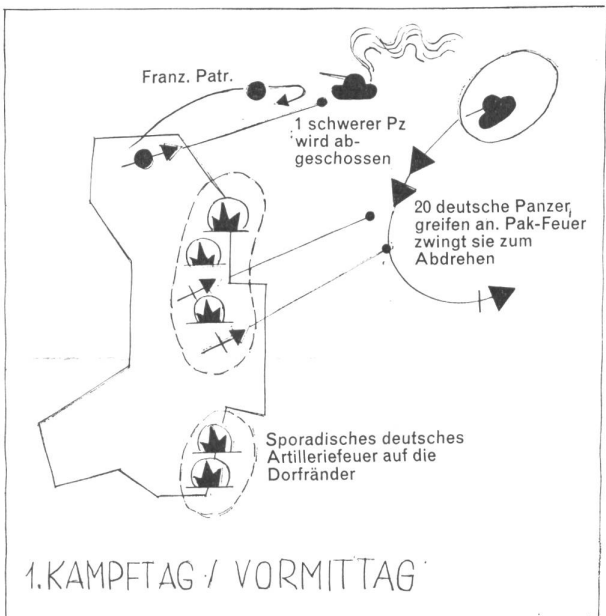 Franz. Patr.
1 schwerer Pz
wird ab-
geschossen
20 deutsche Panzer,
greifen an. Pak-Feuer
zwingt sie zum
Abdrehen
Sporadisches deutsches
Artilleriefeuer auf die
Dorfränder
1. KAMPFTAG / VORMITTAG